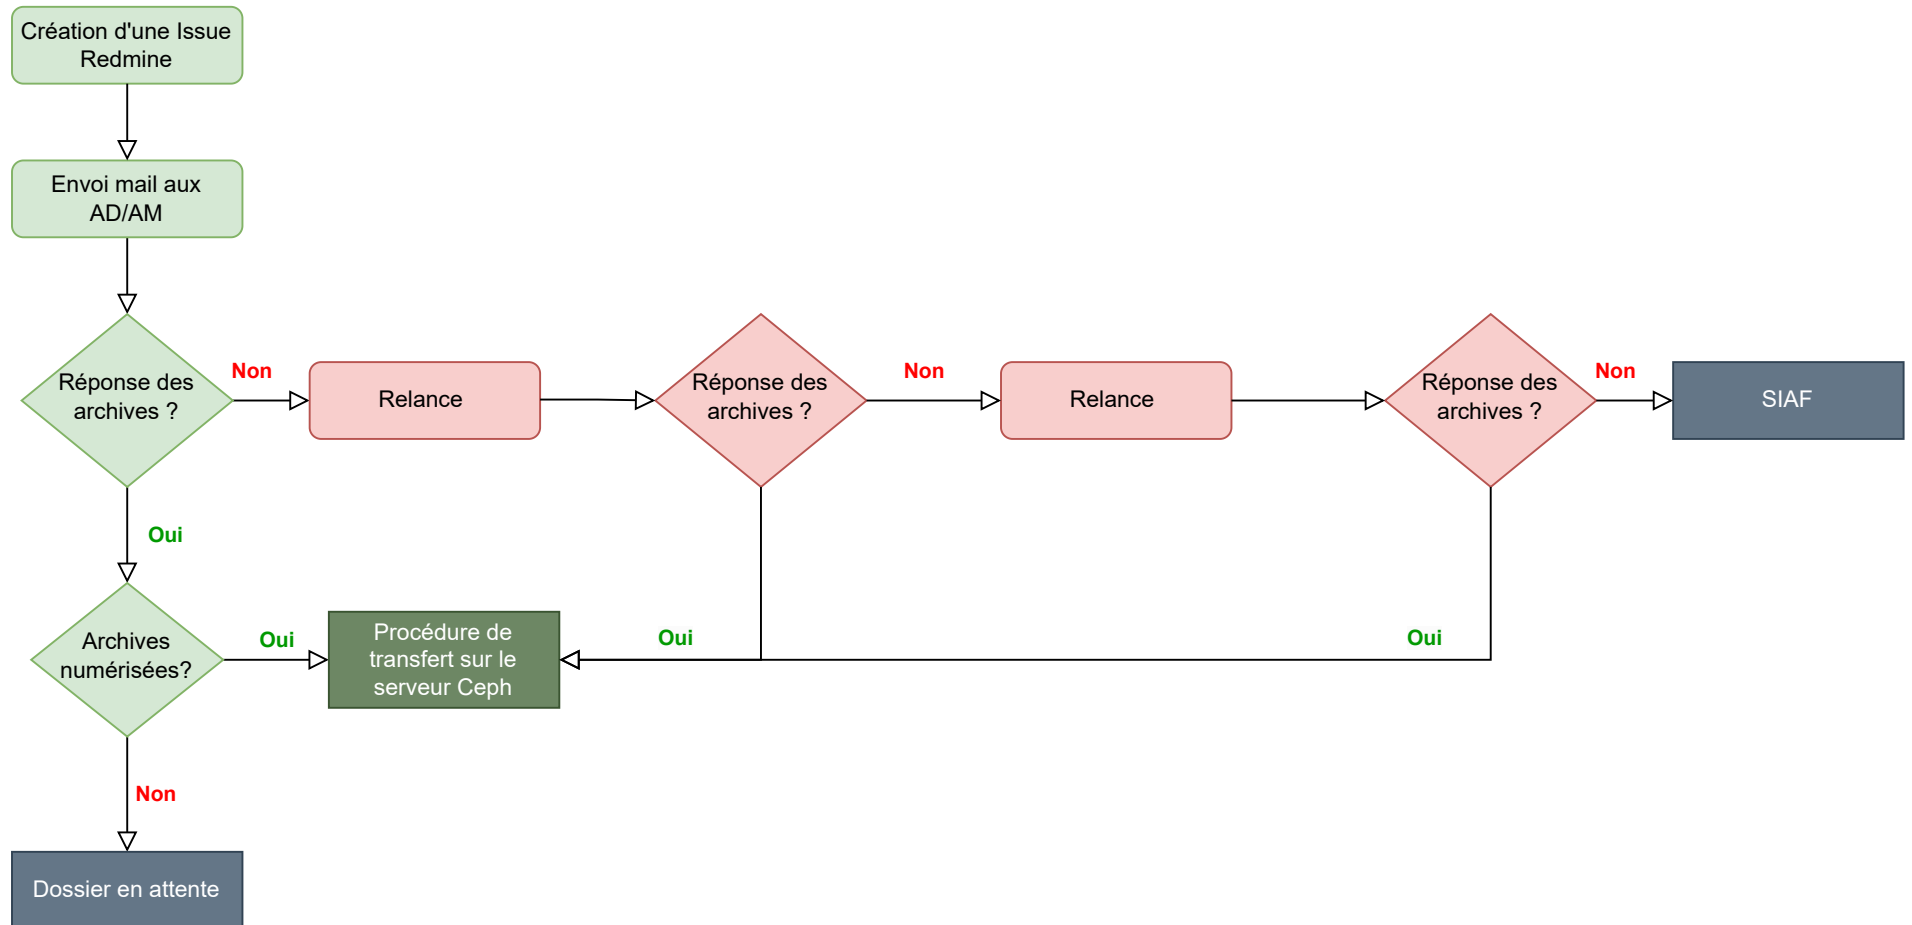 Création d'une Issue
Redmine
Envoi mail aux
AD/AM
Réponse des
archives ?
Non
Relance
Réponse des
archives ?
Non
Relance
Réponse des
archives ?
Non
SIAF
Oui
Archives
numérisées?
Oui
Procédure de
transfert sur le
serveur Ceph
Oui
Oui
Non
Dossier en attente